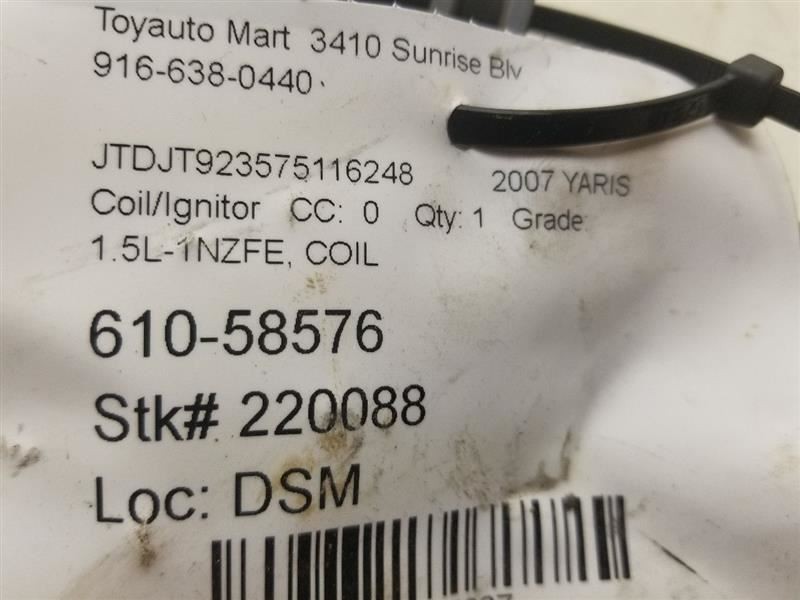 Toyauto Mart 3410 Sunrise Blv
916-638-0440
JTDJT923575116248 2007 YARIS
Coil/Ignitor CC: 0 Qty: 1 Grade:
1.5L-1NZFE, COIL
610-58576
Stk# 220088
Loc: DSM